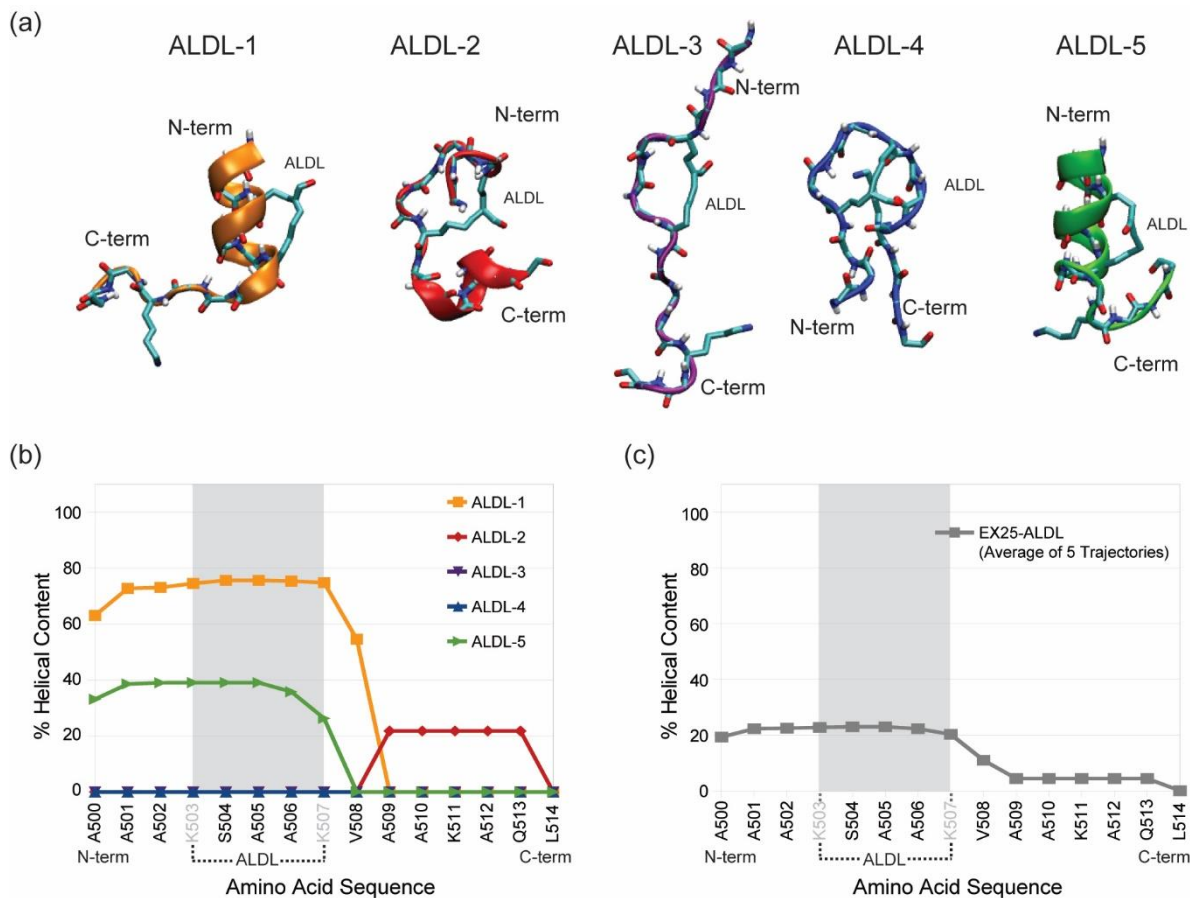 (a)
ALDL-1
ALDL-2
ALDL-3
ALDL-4
ALDL-5
N-term
ALDL
C-term
N-term
ALDL
C-term
N-term
ALDL
C-term
ALDL
N-term
C-term
N-term
ALDL
C-term
(b)
% Helical Content
100
80
60
40
20
0
ALDL-1
ALDL-2
ALDL-3
ALDL-4
ALDL-5
A500
A501
A502
K503
S504
A505
A506
K507
V508
A509
A510
K511
A512
Q513
L514
N-term
ALDL
C-term
Amino Acid Sequence
(c)
% Helical Content
100
80
60
40
20
0
EX25-ALDL
(Average of 5 Trajectories)
A500
A501
A502
K503
S504
A505
A506
K507
V508
A509
A510
K511
A512
Q513
L514
N-term
ALDL
C-term
Amino Acid Sequence